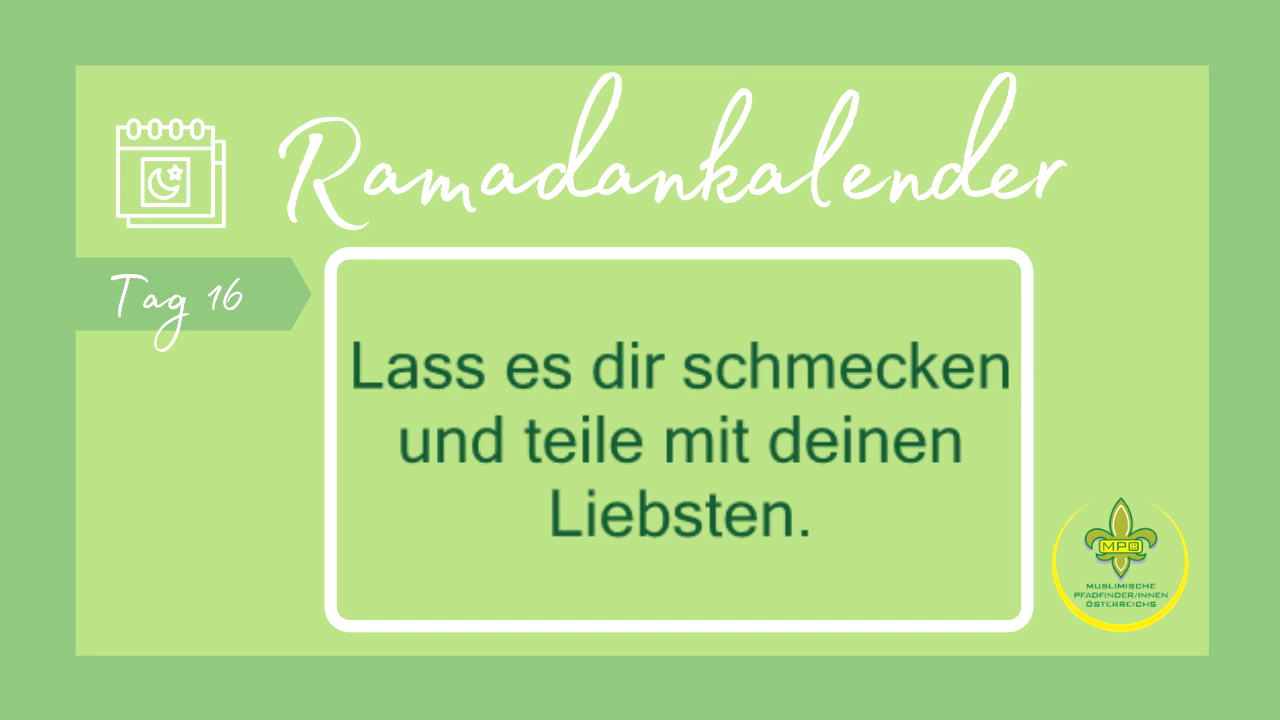 Ramadankalender
Tag 16
Lass es dir schmecken
und teile mit deinen
Liebsten.
MPÖ
MUSLIMISCHE
PFADFINDER/INNEN
ÖSTERREICHS